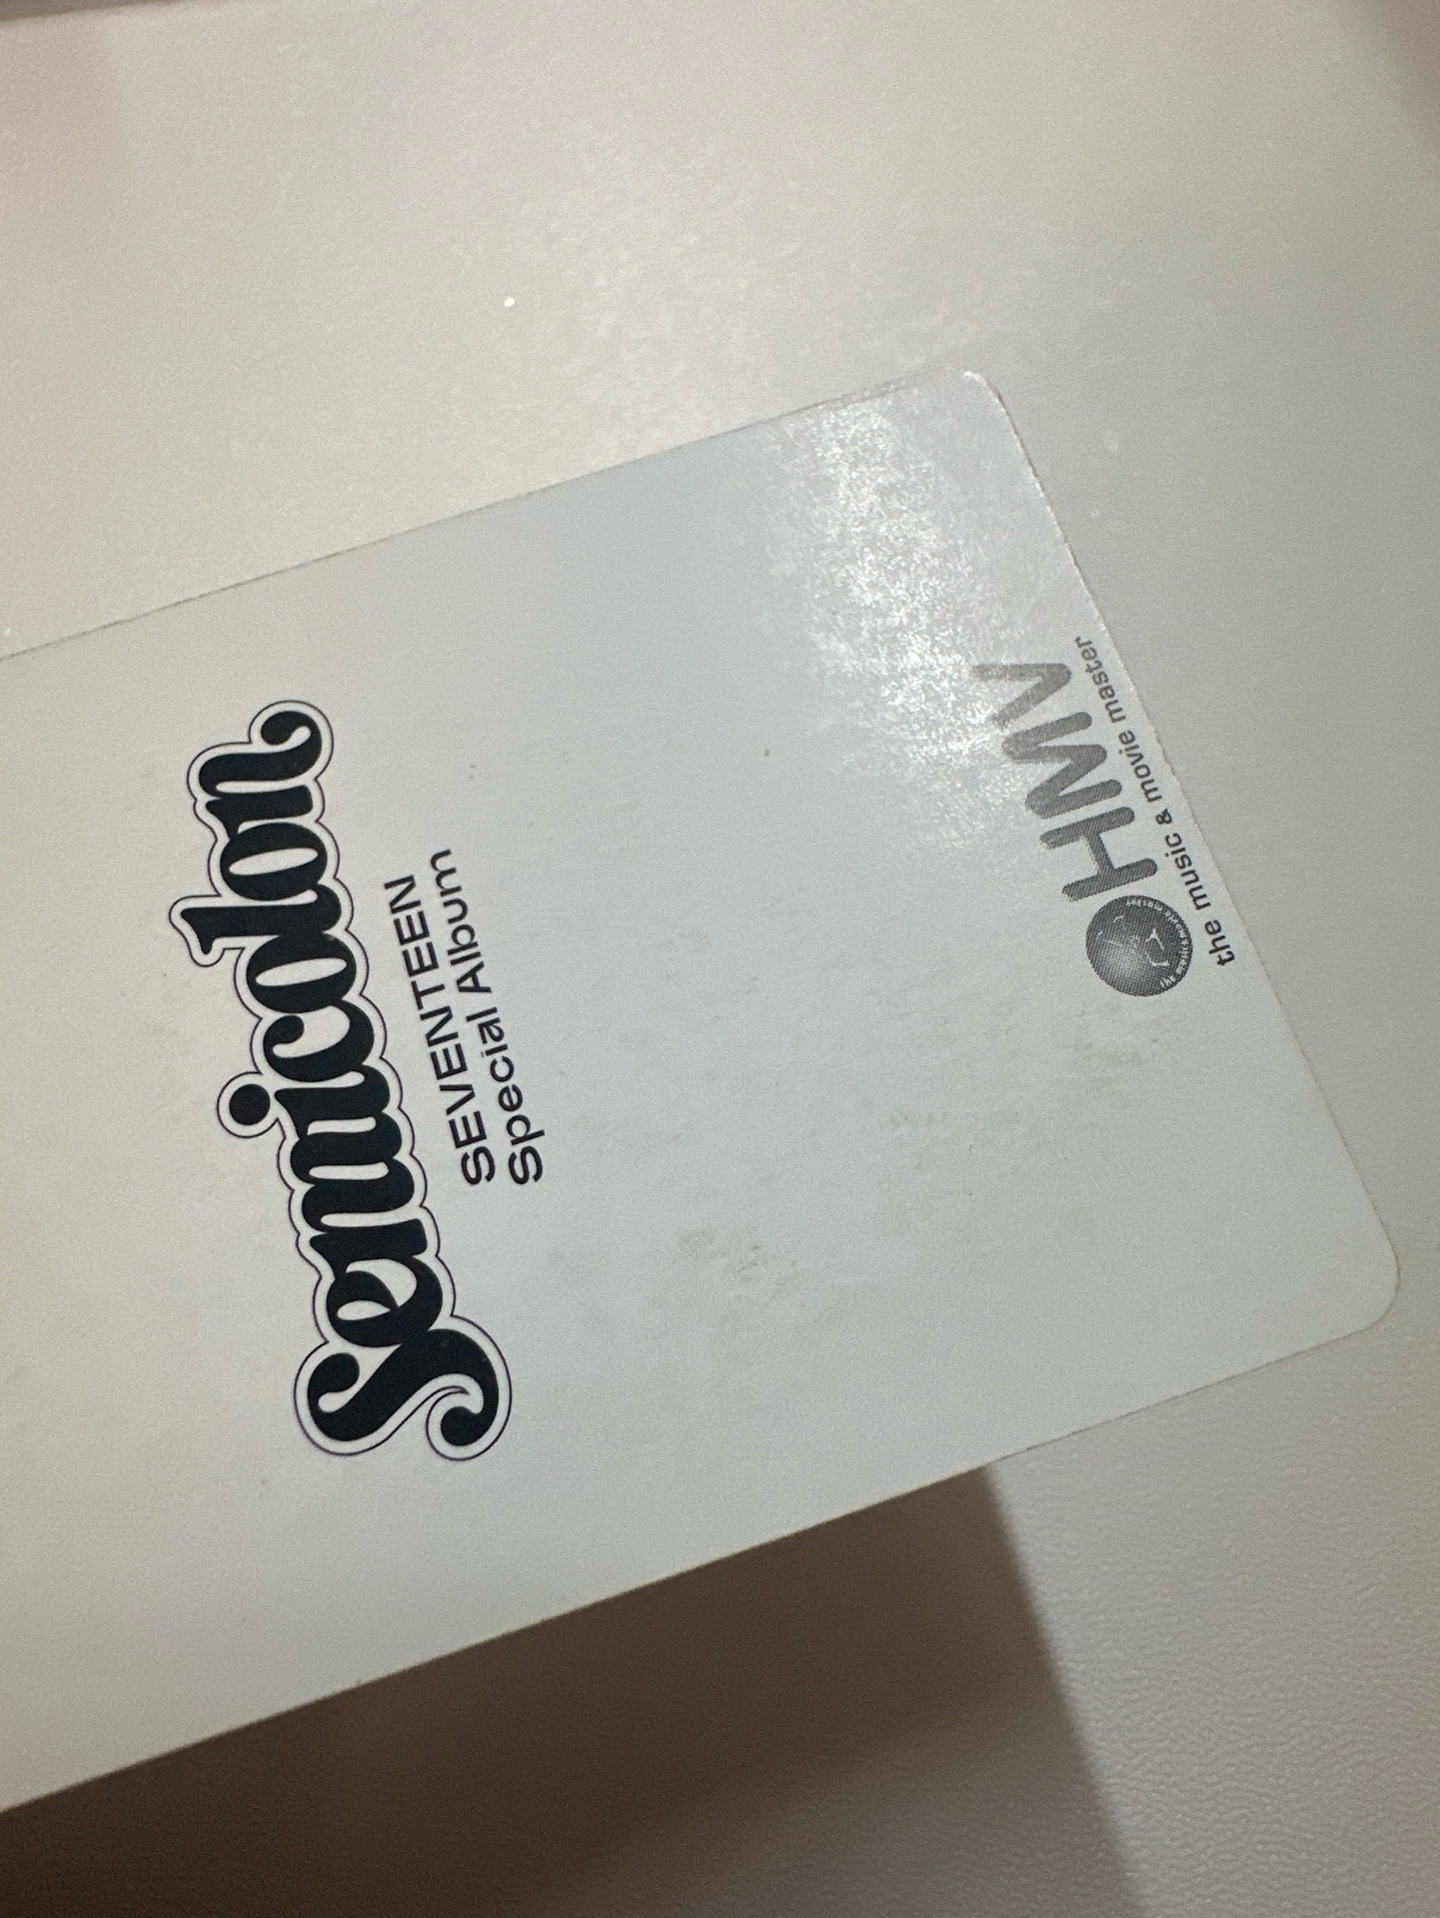 Semicolon
SEVENTEEN
Special Album
HMV
the music & movie master